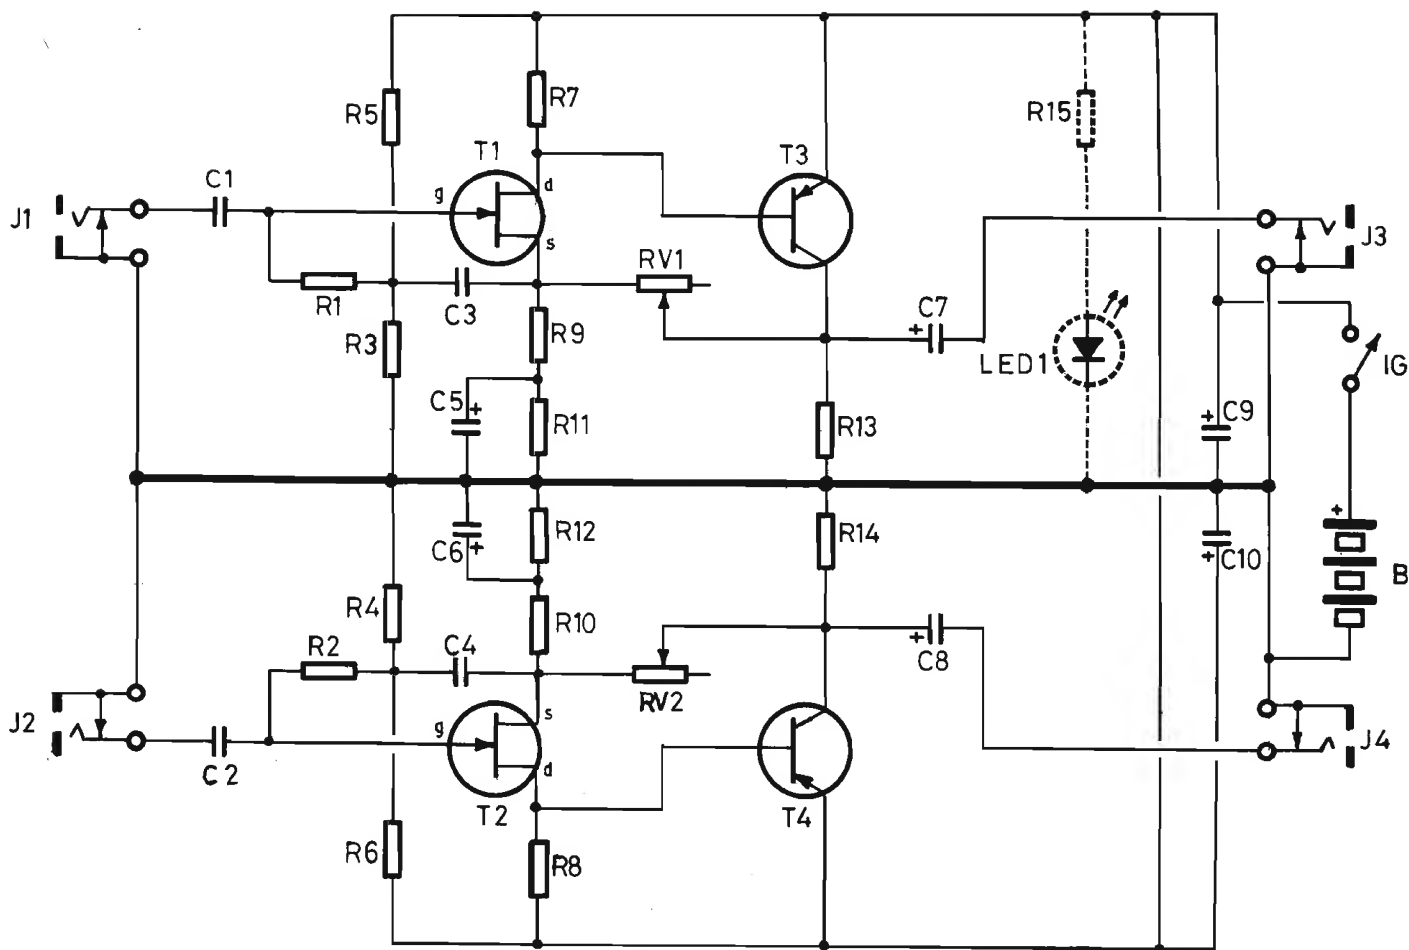 R5
R7
R15
T1
T3
C1
g
d
J1
s
RV1
J3
R1
C3
C7
+
R9
R3
LED1
IG
C5
+
R11
R13
+
C9
+
R12
R14
C6
+
+
C10
B
R4
R10
R2
C4
+
C8
RV2
s
J2
g
J4
C2
d
T2
T4
R6
R8